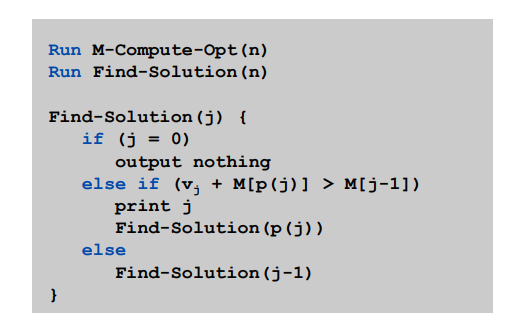 Run M-Compute-Opt(n)
Run Find-Solution(n)

Find-Solution(j) {
   if (j = 0)
      output nothing
   else if (vj + M[p(j)] > M[j-1])
      print j
      Find-Solution(p(j))
   else
      Find-Solution(j-1)
}